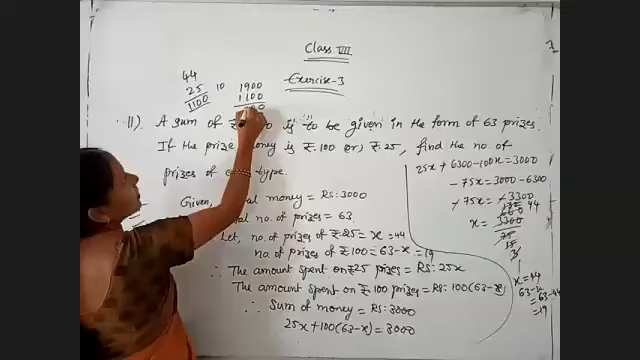 Class VIII
Exercise-3
44
25
1100
10
1900
1100
11) A sum of ₹ is to be given in the form of 63 prizes.
If the prize money is ₹.100 (or) ₹.25, find the no of
prizes of type.
Given, money = RS:3000
no. of prizes = 63
Let, no. of prizes of ₹.25 = x = 44
no. of prizes of ₹100 = 63-x = 19
∴ The amount spent on ₹25 prizes = RS: 25x
The amount spent on ₹100 prizes = RS: 100(63-x)
∴ Sum of money = RS: 3000
25x+100(63-x) = 3000
25x + 6300-100x = 3000
-75x = 3000-6300
-75x = -3300
x = 3300
75
15
3
44
x = 44
63-x
= 63-44
= 19